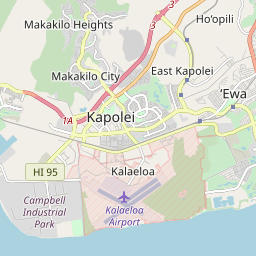 Ho‘opili
Makakilo Heights
Makakilo City
East Kapolei
‘Ewa
1A
Kapolei
HI 95
Kalaeloa
Campbell
Industrial
Park
Kalaeloa
Airport